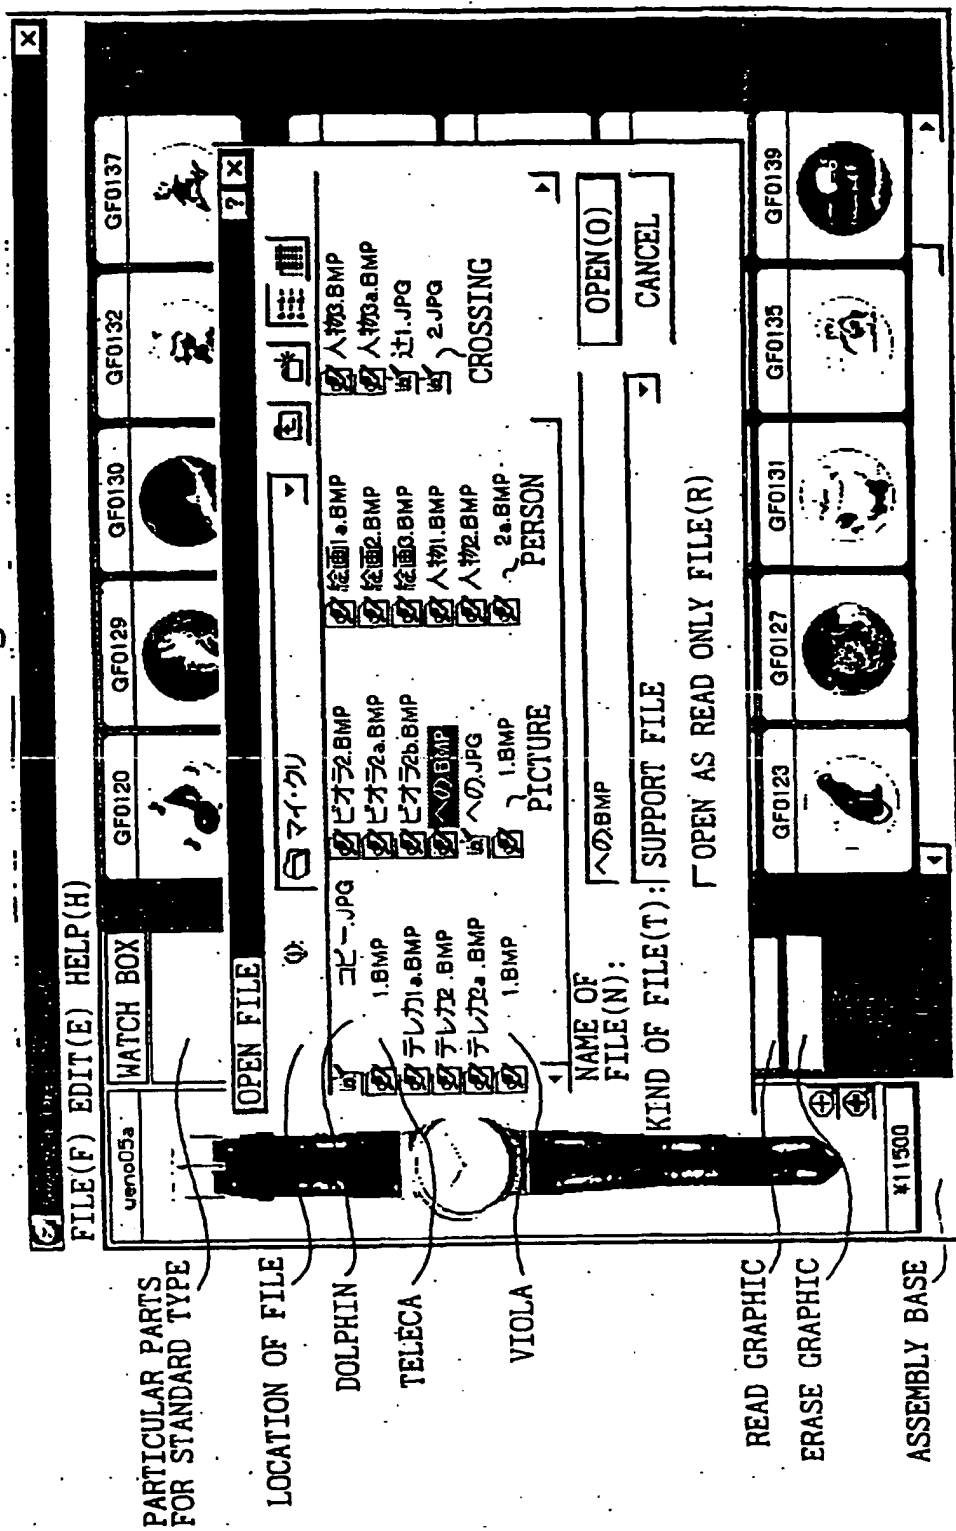 FILE(F) EDIT(E) HELP(H)
ueno05a
WATCH BOX
GF0120
GF0129
GF0130
GF0132
GF0137
OPEN FILE
? ×
(I):
マイ・クリ
コピー.JPG
1.BMP
テレカ1a.BMP
テレカ2.BMP
テレカ2a.BMP
1.BMP
ビオラ2.BMP
ビオラ2a.BMP
ビオラ2b.BMP
への.BMP
への.JPG
1.BMP
PICTURE
絵画1a.BMP
絵画2.BMP
絵画3.BMP
人物1.BMP
人物2.BMP
2a.BMP
PERSON
人物3.BMP
人物3a.BMP
辻1.JPG
2.JPG
CROSSING
NAME OF
FILE(N):
への.BMP
OPEN(O)
KIND OF FILE(T):
SUPPORT FILE
CANCEL
OPEN AS READ ONLY FILE(R)
GF0123
GF0127
GF0131
GF0135
GF0139
¥11500
PARTICULAR PARTS
FOR STANDARD TYPE
LOCATION OF FILE
DOLPHIN
TELECA
VIOLA
READ GRAPHIC
ERASE GRAPHIC
ASSEMBLY BASE